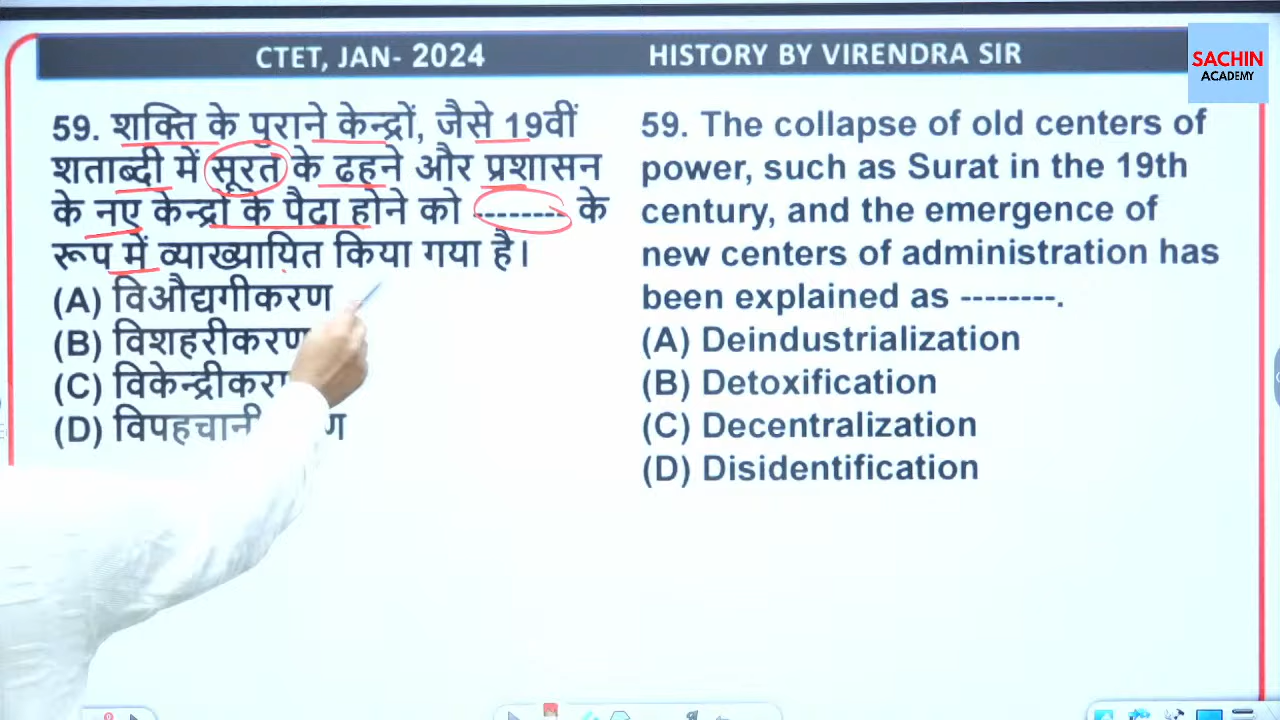 CTET, JAN- 2024
HISTORY BY VIRENDRA SIR
SACHIN
ACADEMY
59. शक्ति के पुराने केन्द्रों, जैसे 19वीं
शताब्दी में सूरत के ढहने और प्रशासन
के नए केन्द्रों के पैदा होने को -------- के
रूप में व्याख्यायित किया गया है।
(A) विऔद्यगीकरण
(B) विशहरीकरण
(C)
(D)
59. The collapse of old centers of
power, such as Surat in the 19th
century, and the emergence of
new centers of administration has
been explained as --------.
(A) Deindustrialization
(B) Detoxification
(C) Decentralization
(D) Disidentification